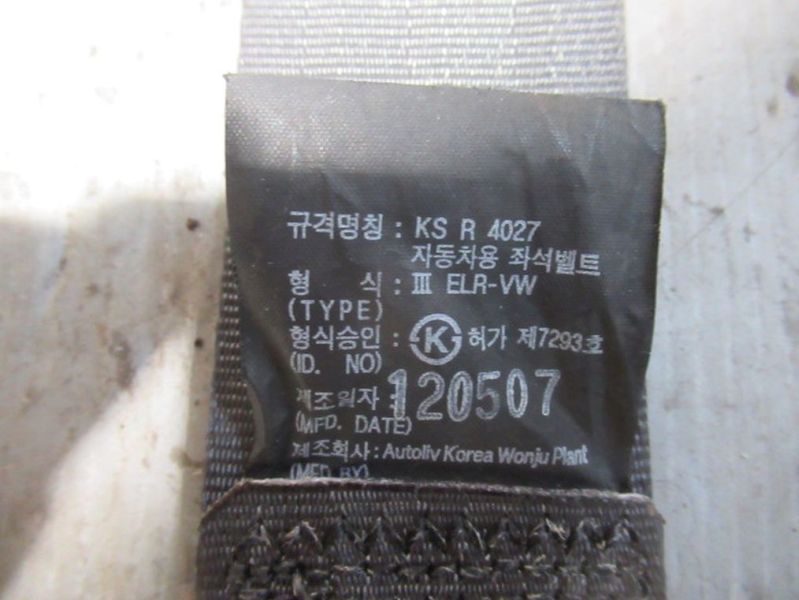 규격명칭 : KS R 4027
자동차용 좌석벨트
형 식 : Ⅲ ELR-VW
(TYPE)
형식승인 : K 허가 제7293호
(ID. NO)
제조일자 : 120507
(MFD. DATE)
제조회사 : Autoliv Korea Wonju Plant
(MFD BY)